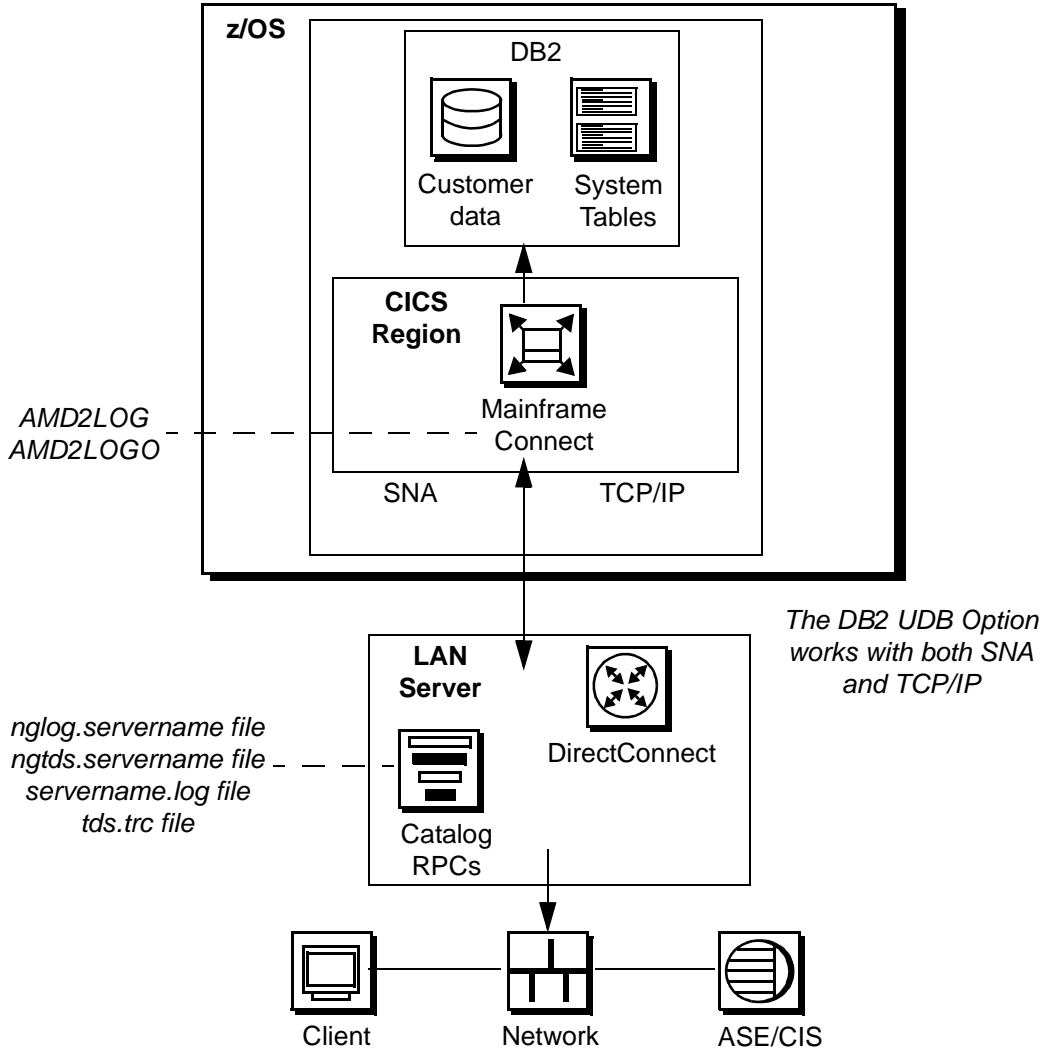 z/OS
DB2
Customer
data
System
Tables
CICS
Region
Mainframe
Connect
AMD2LOG
AMD2LOGO
SNA
TCP/IP
The DB2 UDB Option
works with both SNA
and TCP/IP
LAN
Server
DirectConnect
nglog.servername file
ngtds.servername file
servername.log file
tds.trc file
Catalog
RPCs
Client
Network
ASE/CIS